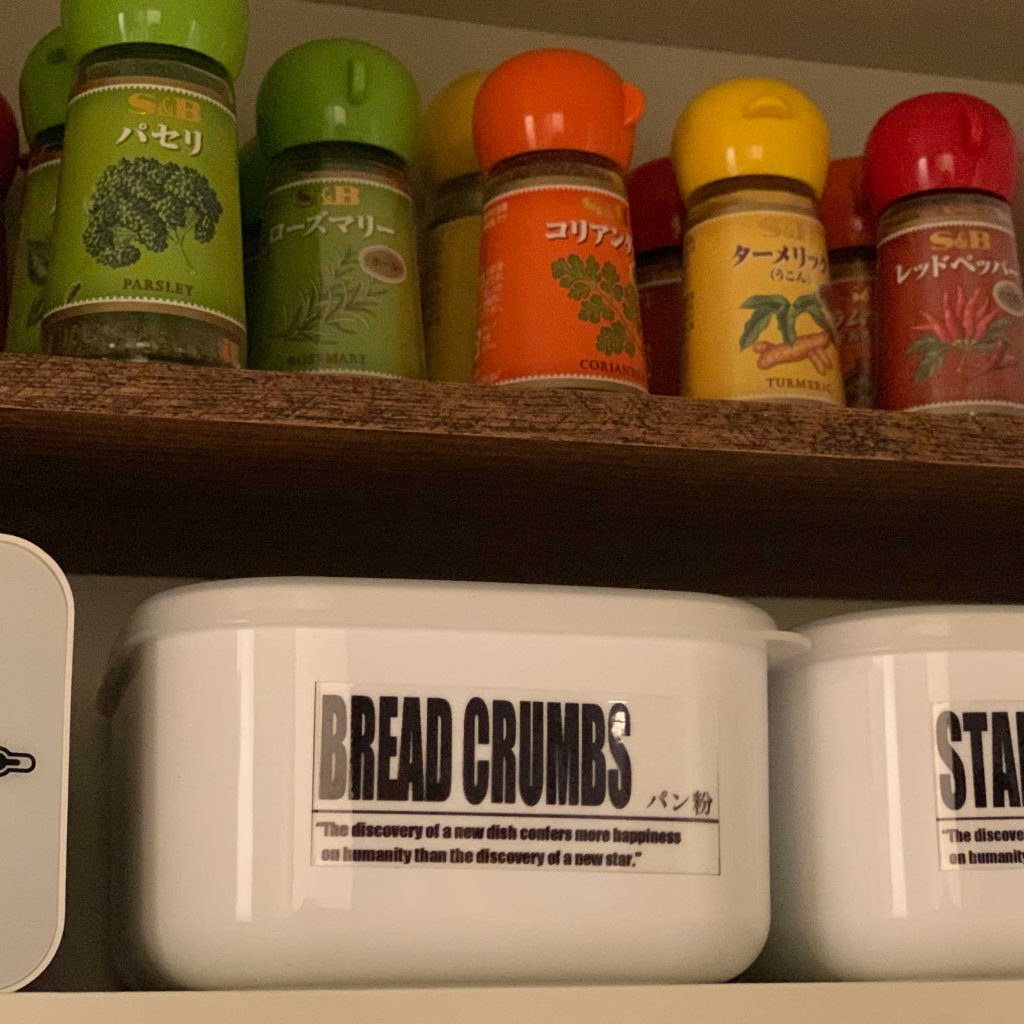 S&B
パセリ
PARSLEY
S&B
ローズマリー
ROSEMARY
S&B
コリアン
S&B
ターメリック
(うこん)
TURMERIC
S&B
レッドペッパー
BREAD CRUMBS
パン粉
"The discovery of a new dish confers more happiness
on humanity than the discovery of a new star."
STA
"The discove
on humanity